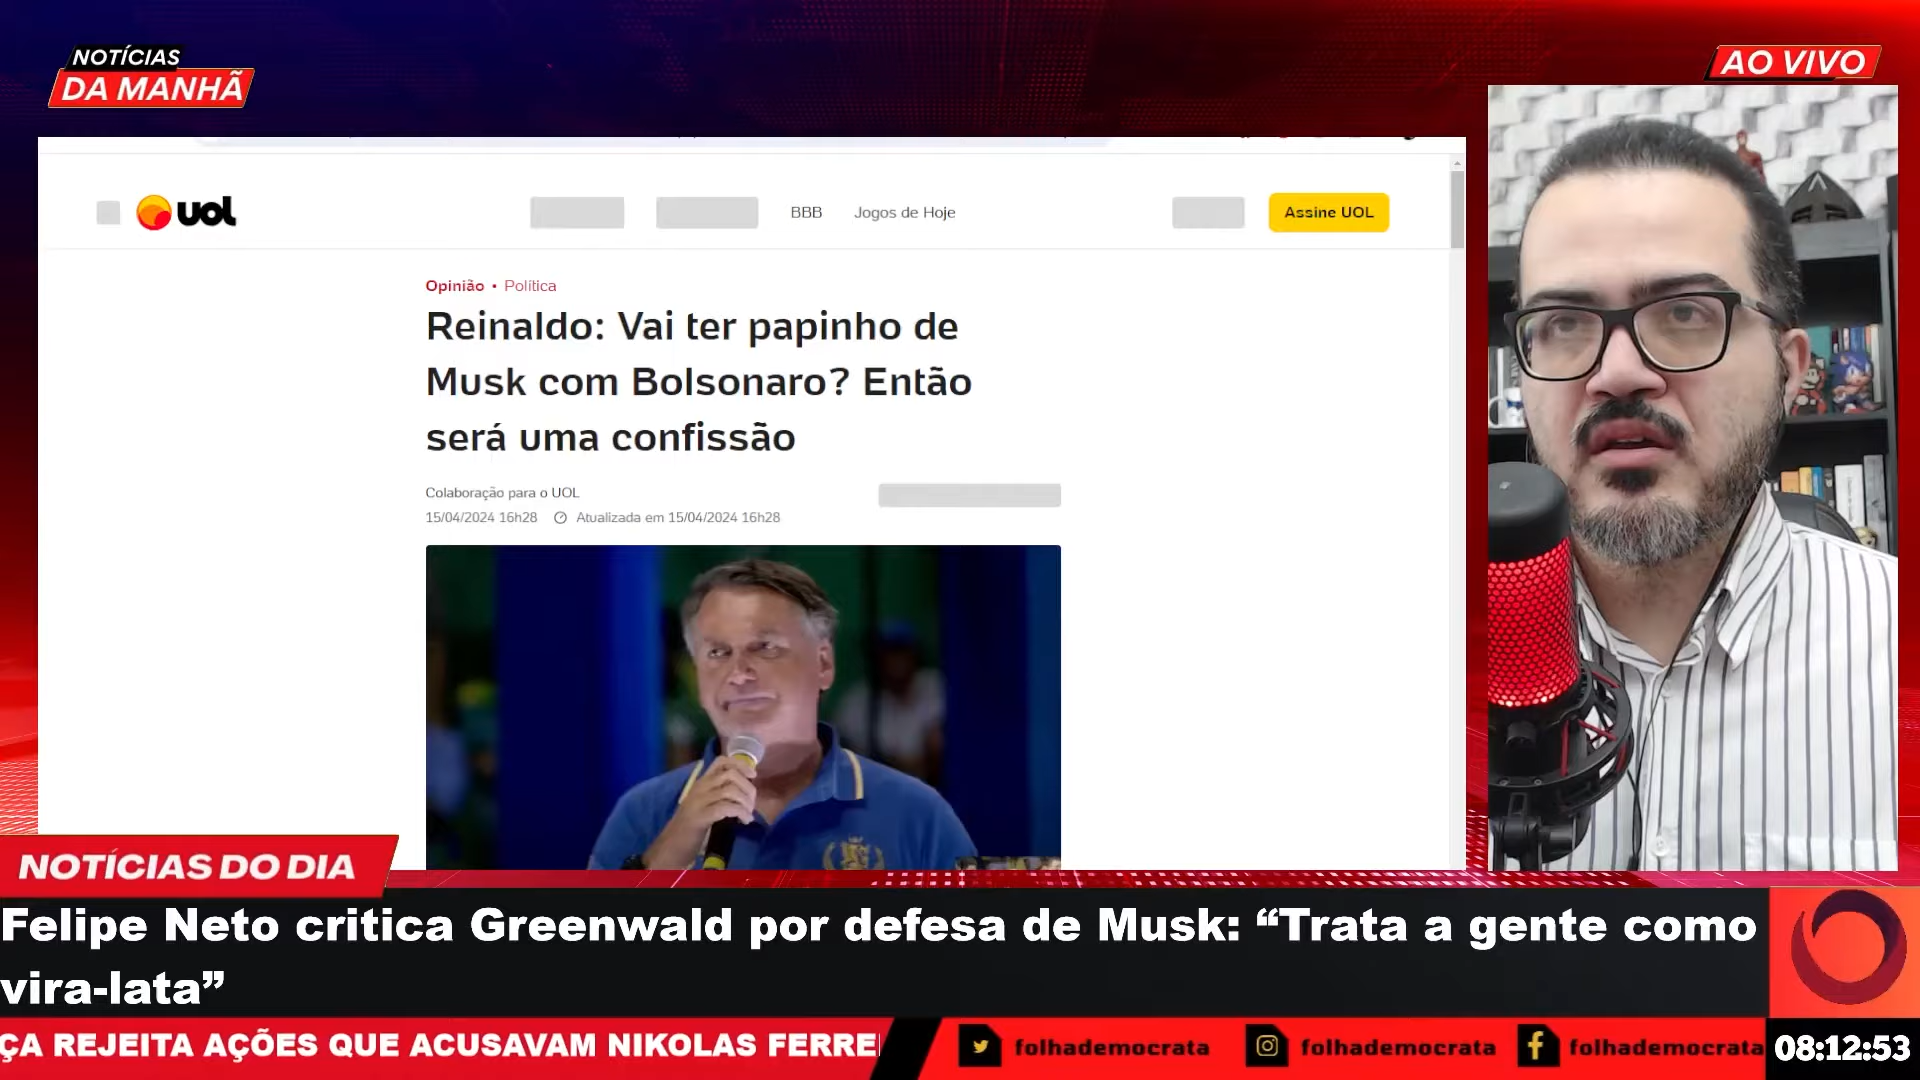 NOTÍCIAS
DA MANHÃ
AO VIVO
uol
BBB
Jogos de Hoje
Assine UOL
Opinião • Política
Reinaldo: Vai ter papinho de
Musk com Bolsonaro? Então
será uma confissão
Colaboração para o UOL
15/04/2024 16h28
Atualizada em 15/04/2024 16h28
NOTÍCIAS DO DIA
Felipe Neto critica Greenwald por defesa de Musk: “Trata a gente como
vira-lata”
ÇA REJEITA AÇÕES QUE ACUSAVAM NIKOLAS FERRE
folhademocrata
folhademocrata
folhademocrata
08:12:53